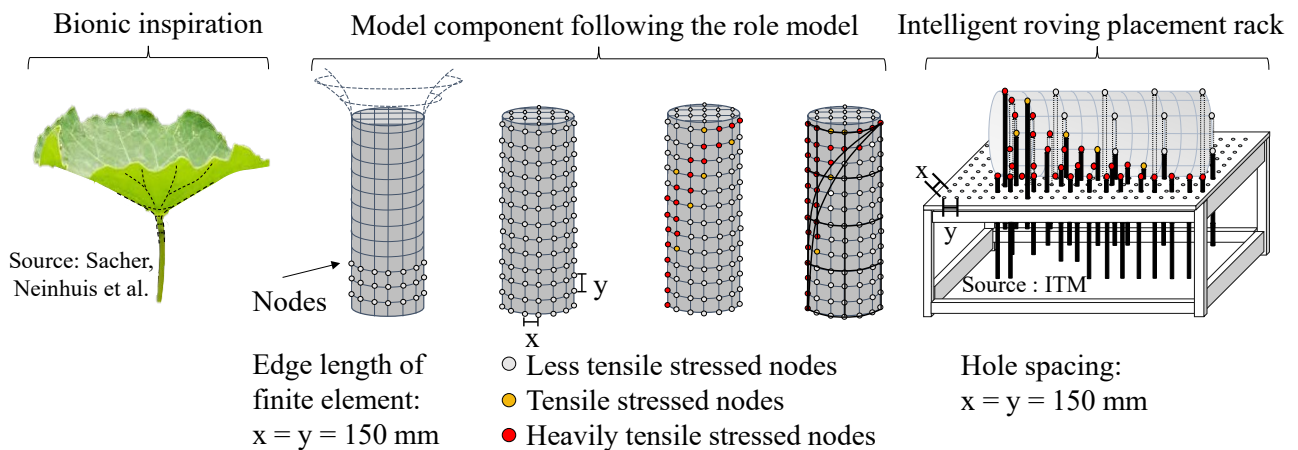 Bionic inspiration
Model component following the role model
Intelligent roving placement rack
Source: Sacher,
Neinhuis et al.
Nodes
y
x
x
y
Source : ITM
Edge length of
finite element:
x = y = 150 mm
Less tensile stressed nodes
Tensile stressed nodes
Heavily tensile stressed nodes
Hole spacing:
x = y = 150 mm